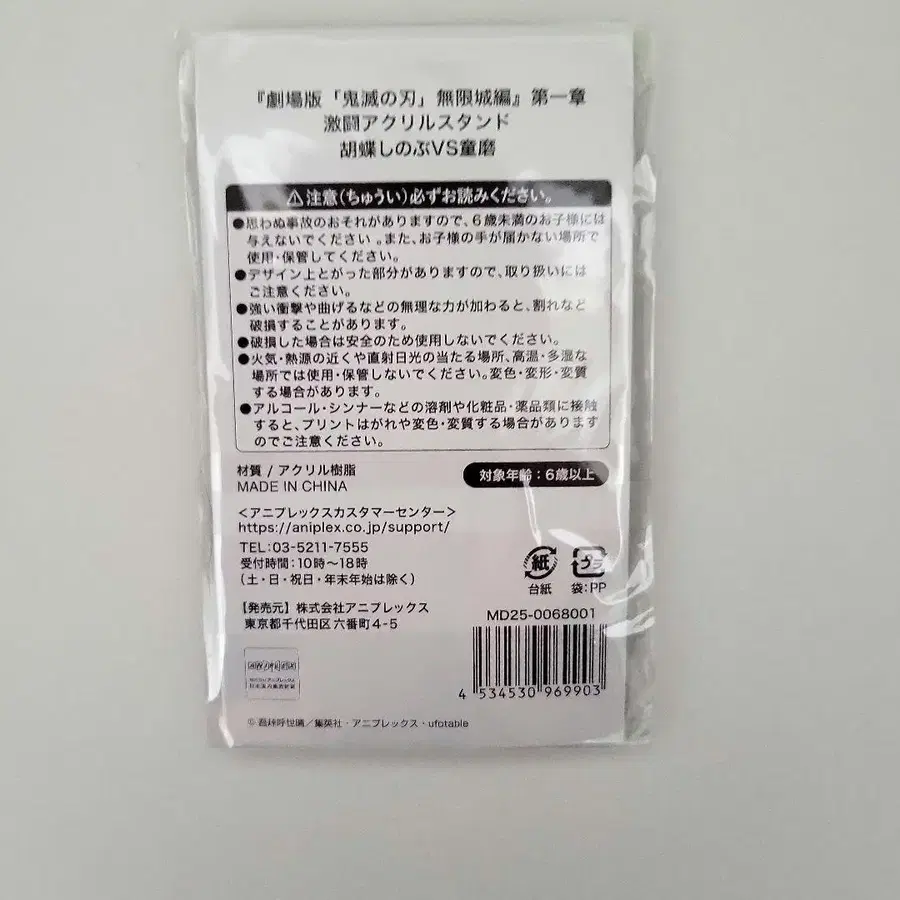 『劇場版「鬼滅の刃」無限城編』第一章
激闘アクリルスタンド
胡蝶しのぶVS童磨
⚠注意(ちゅうい)必ずお読みください。
●思わぬ事故のおそれがありますので、6歳未満のお子様には
与えないでください。また、お子様の手が届かない場所で
使用・保管してください。
●デザイン上とがった部分がありますので、取り扱いには
ご注意ください。
●強い衝撃や曲げるなどの無理な力が加わると、割れなど
破損することがあります。
●破損した場合は安全のため使用しないでください。
●火気・熱源の近くや直射日光の当たる場所、高温・多湿な
場所では使用・保管しないでください。変色・変形・変質
する場合があります。
●アルコール・シンナーなどの溶剤や化粧品・薬品類に接触
すると、プリントはがれや変色・変質する場合があります
のでご注意ください。
材質 / アクリル樹脂
MADE IN CHINA
対象年齢:6歳以上
<アニプレックスカスタマーセンター>
https://aniplex.co.jp/support/
TEL:03-5211-7555
受付時間:10時~18時
(土・日・祝日・年末年始は除く)
紙
台紙
プラ
袋:PP
【発売元】株式会社アニプレックス
東京都千代田区六番町4-5
MD25-0068001
4 534530 969903
©吾峠呼世晴/集英社・アニプレックス・ufotable